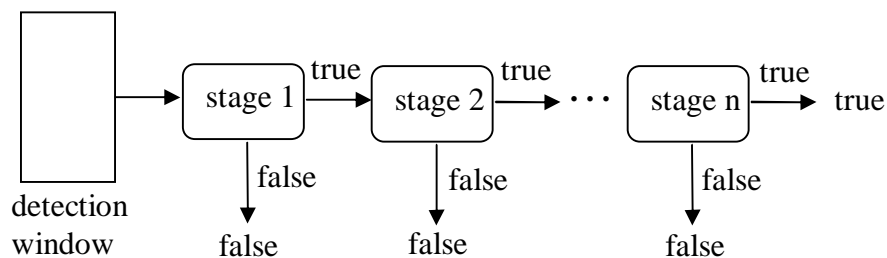 true
true
true
stage 1
stage 2
···
stage n
true
false
false
false
detection
window
false
false
false